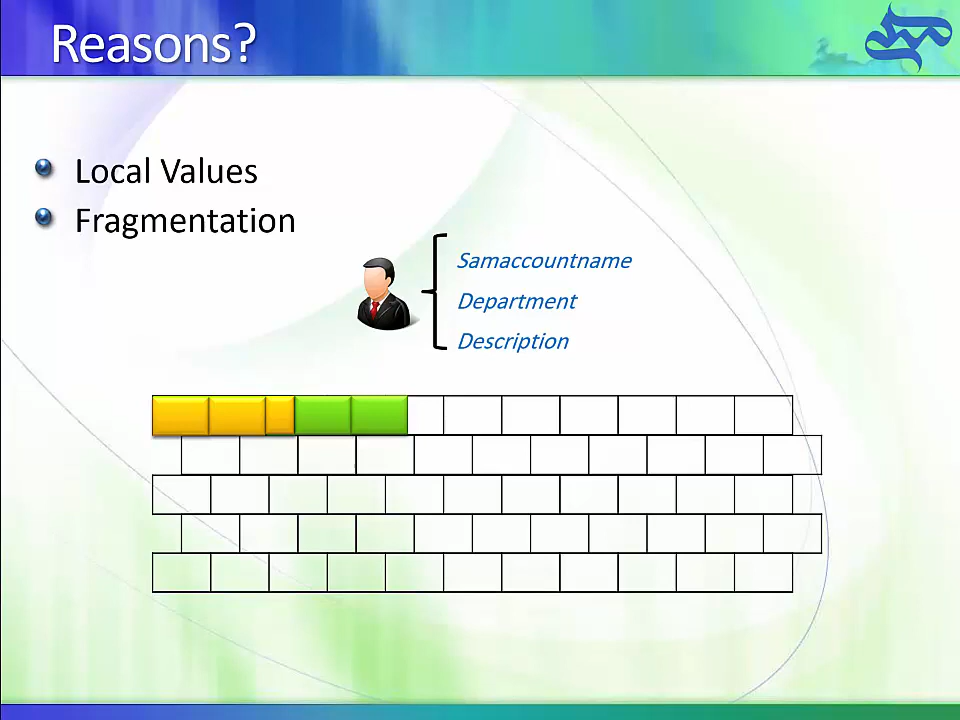 Reasons?
Local Values
Fragmentation
Samaccountname
Department
Description